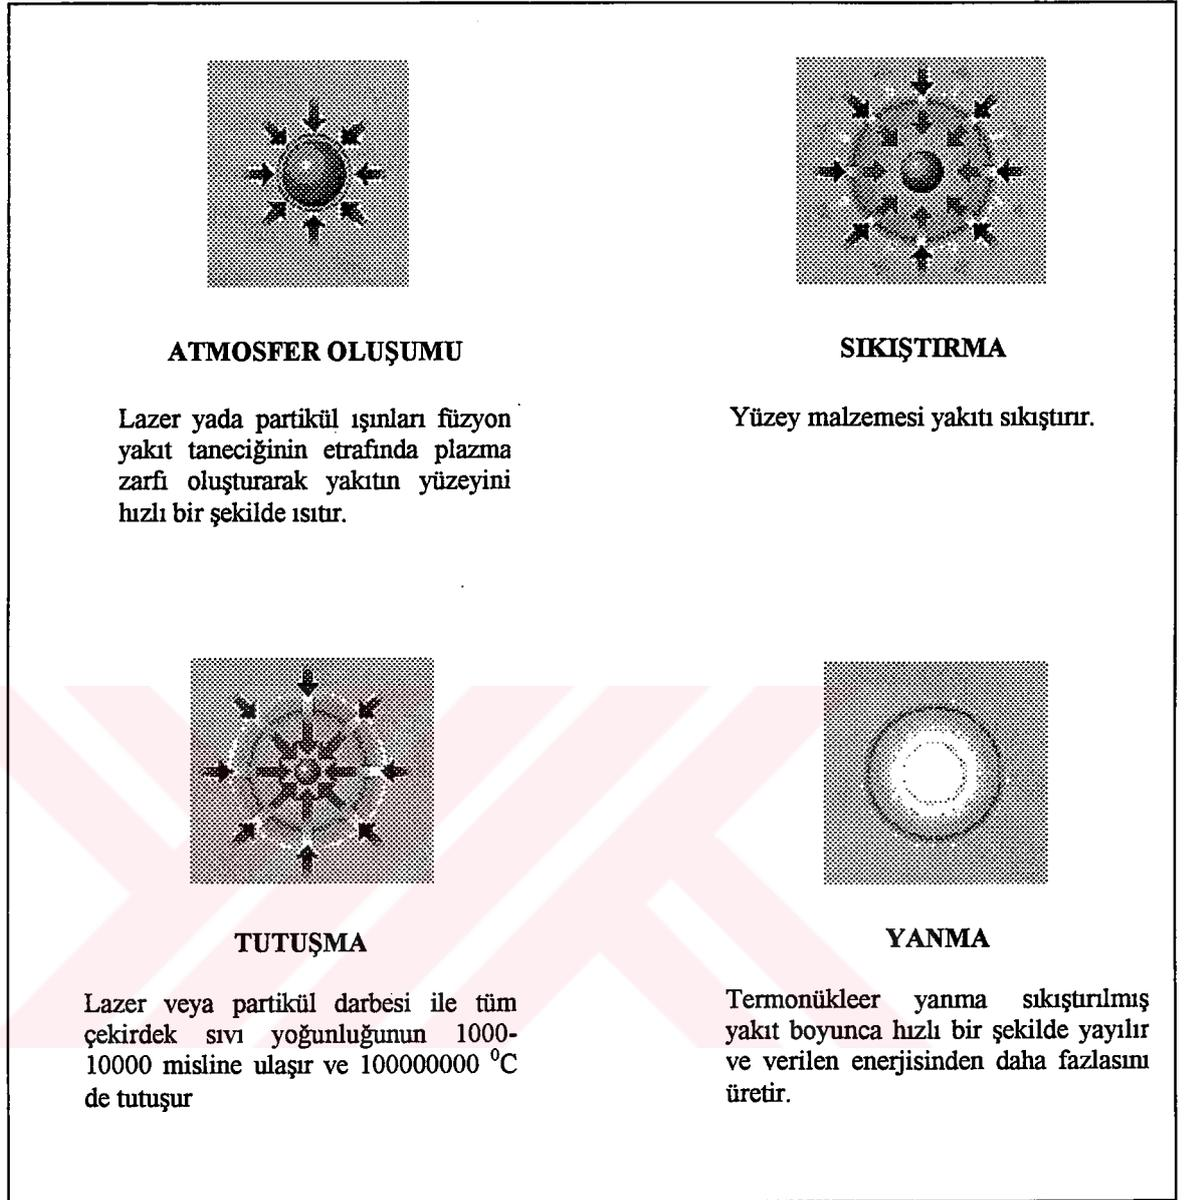 ATMOSFER OLUŞUMU
Lazer yada partikül ışınları füzyon
yakıt taneciğinin etrafında plazma
zarfı oluşturarak yakıtın yüzeyini
hızlı bir şekilde ısıtır.
SIKIŞTIRMA
Yüzey malzemesi yakıtı sıkıştırır.
TUTUŞMA
Lazer veya partikül darbesi ile tüm
çekirdek sıvı yoğunluğunun 1000-
10000 misline ulaşır ve 100000000 ⁰C
de tutuşur
YANMA
Termonükleer yanma sıkıştırılmış
yakıt boyunca hızlı bir şekilde yayılır
ve verilen enerjisinden daha fazlasını
üretir.